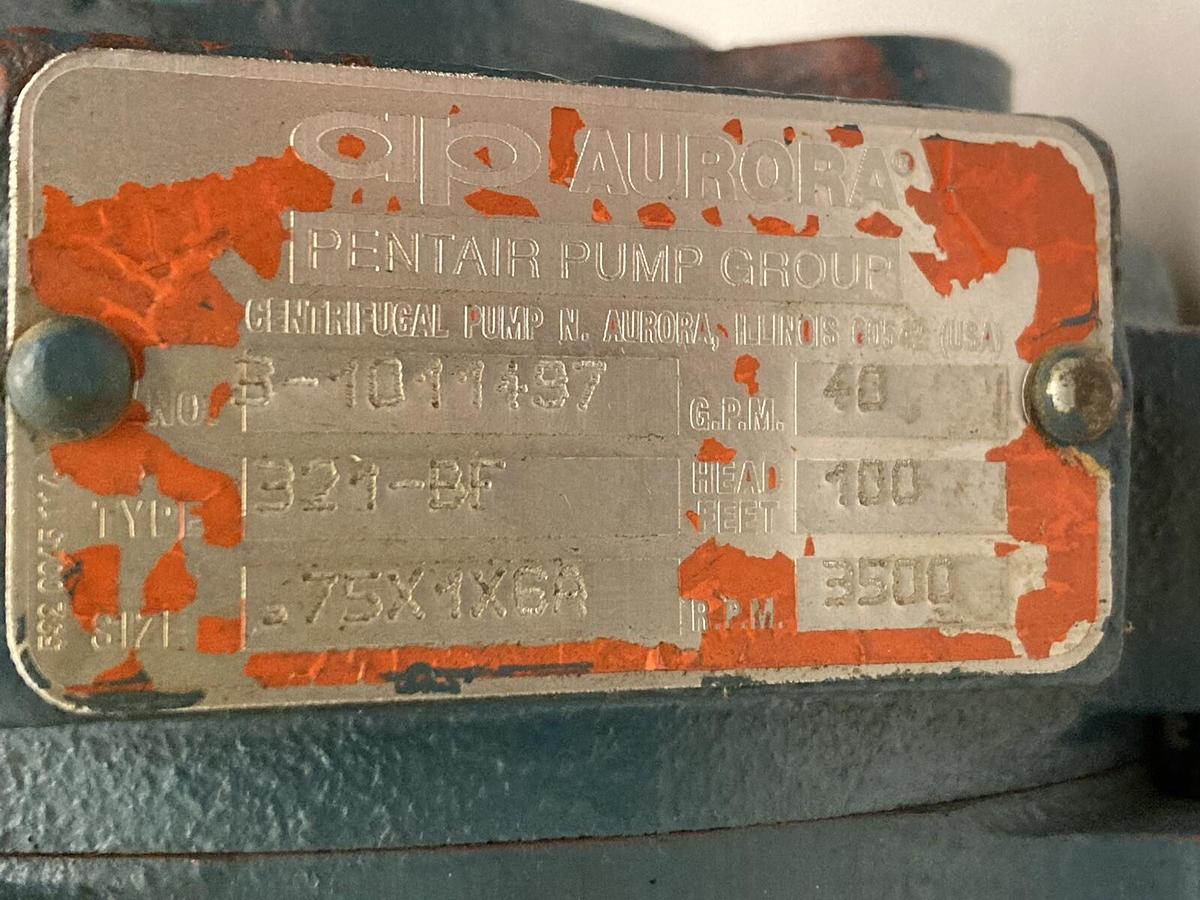 ap AURORA®
PENTAIR PUMP GROUP
CENTRIFUGAL PUMP N. AURORA, ILLINOIS 60542 (USA)
NO. B-1011497
G.P.M. 40
TYPE 321-BF
HEAD FEET 100
SIZE .75X1X6A
R.P.M. 3500